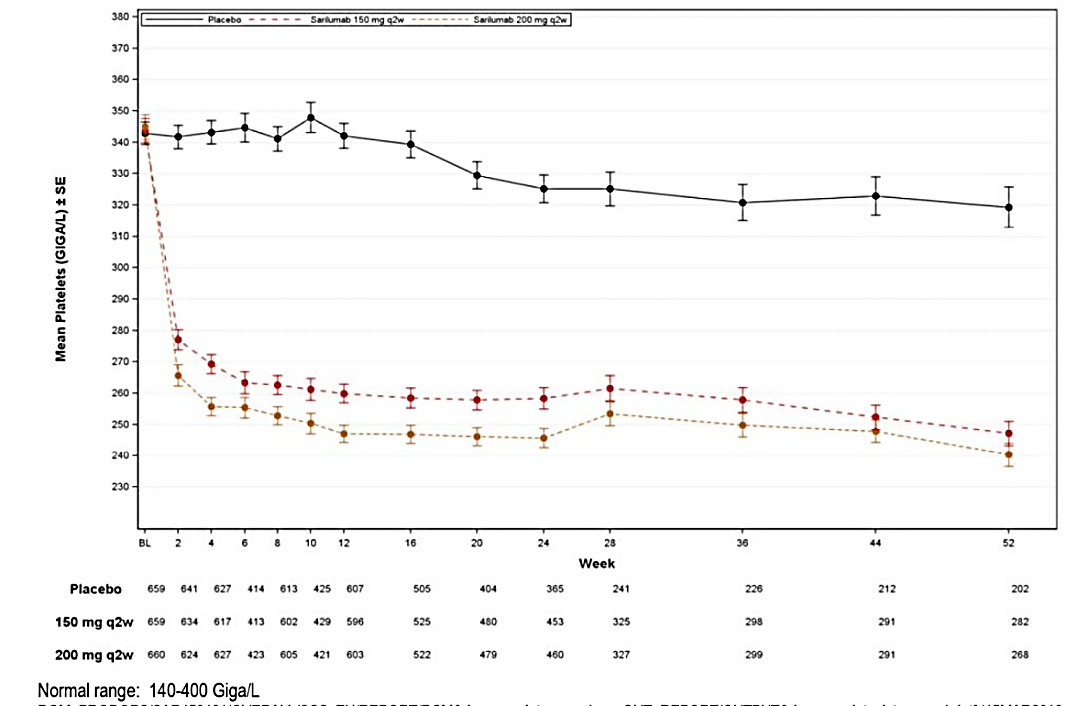 Placebo Sarilumab 150 mg q2w Sarilumab 200 mg q2w
380
370
360
350
340
330
320
310
300
290
280
270
260
250
240
230
Mean Platelets (GIGA/L) ± SE
BL 2 4 6 8 10 12 16 20 24 28 36 44 52
Week
Placebo 659 641 627 414 613 425 607 505 404 365 241 226 212 202
150 mg q2w 659 634 617 413 602 429 596 525 480 453 325 298 291 282
200 mg q2w 660 624 627 423 605 421 603 522 479 460 327 299 291 268
Normal range: 140-400 Giga/L